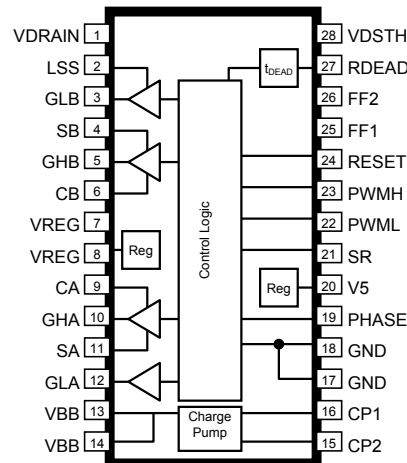 VDRAIN 1
LSS 2
GLB 3
SB 4
GHB 5
CB 6
VREG 7
VREG 8
CA 9
GHA 10
SA 11
GLA 12
VBB 13
VBB 14
Reg
Control Logic
tDEAD
Reg
Charge
Pump
28 VDSTH
27 RDEAD
26 FF2
25 FF1
24 RESET
23 PWMH
22 PWML
21 SR
20 V5
19 PHASE
18 GND
17 GND
16 CP1
15 CP2